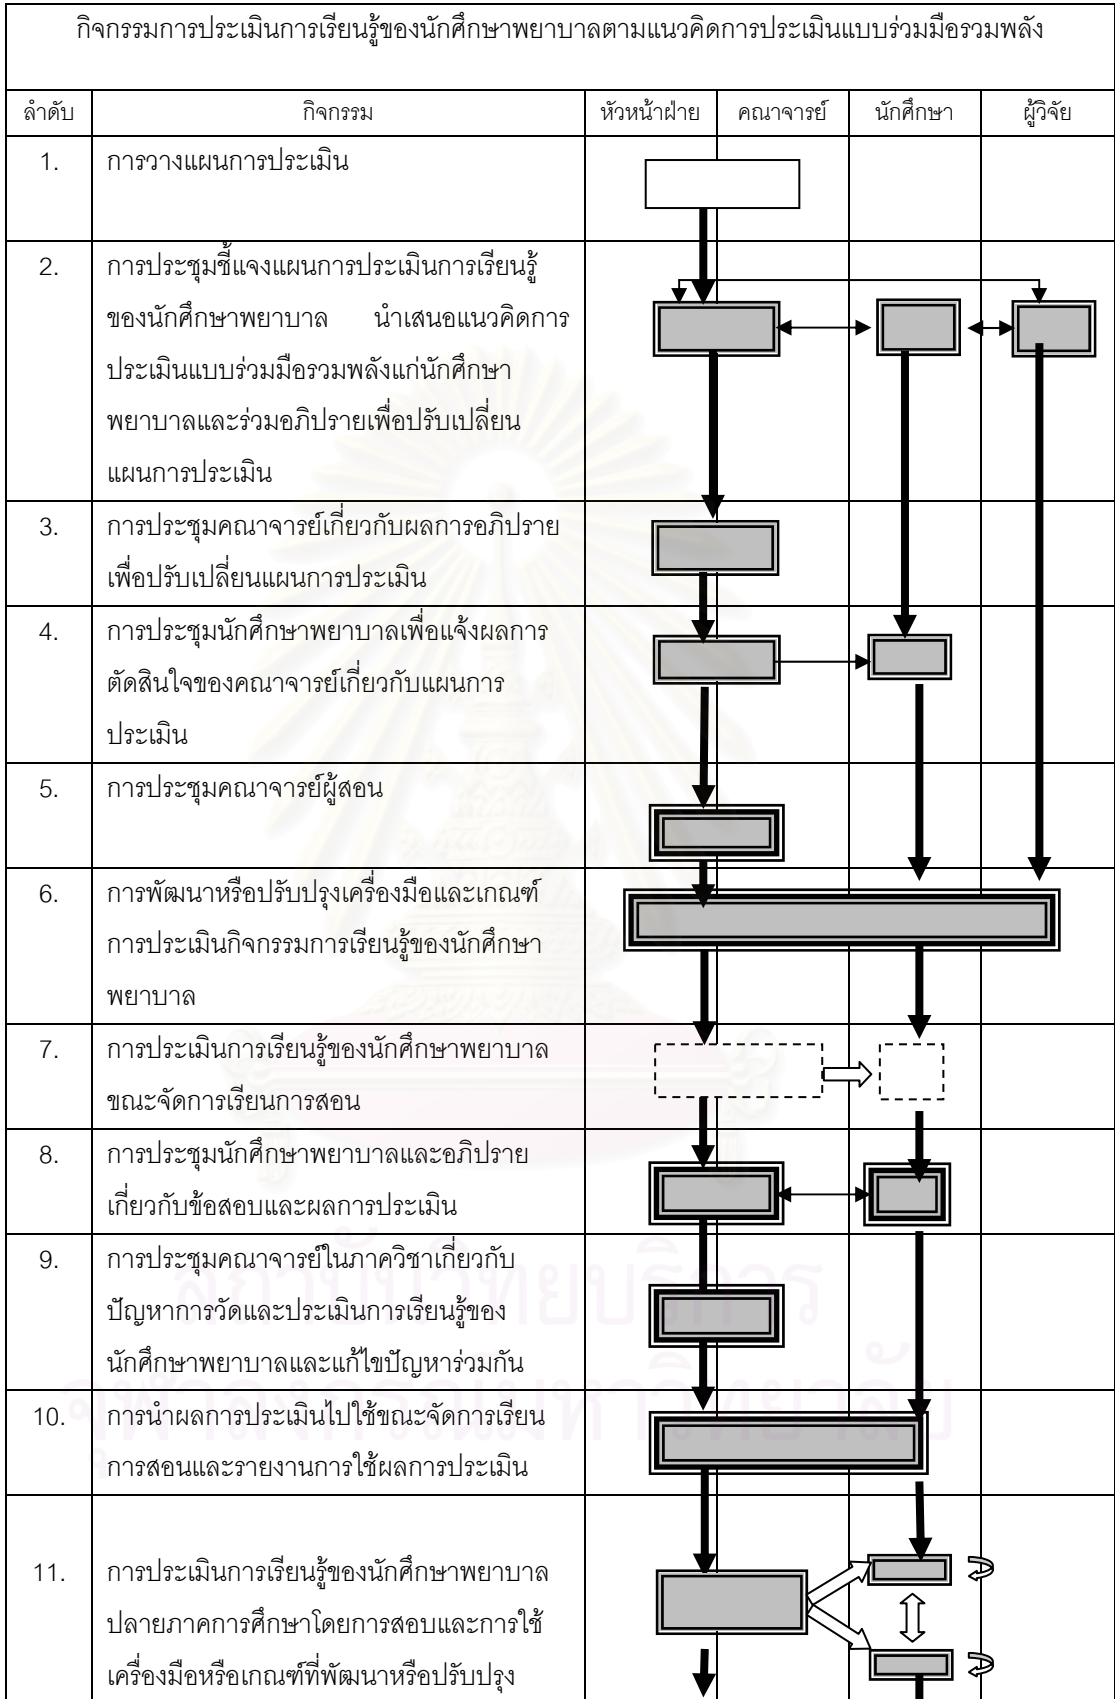 กิจกรรมการประเมินการเรียนรู้ของนักศึกษาพยาบาลตามแนวคิดการประเมินแบบร่วมมือรวมพลัง
ลำดับ กิจกรรม หัวหน้าฝ่าย คณาจารย์ นักศึกษา ผู้วิจัย
1. การวางแผนการประเมิน
2. การประชุมชี้แจงแผนการประเมินการเรียนรู้
ของนักศึกษาพยาบาล นำเสนอแนวคิดการ
ประเมินแบบร่วมมือรวมพลังแก่นักศึกษา
พยาบาลและร่วมอภิปรายเพื่อปรับเปลี่ยน
แผนการประเมิน
3. การประชุมคณาจารย์เกี่ยวกับผลการอภิปราย
เพื่อปรับเปลี่ยนแผนการประเมิน
4. การประชุมนักศึกษาพยาบาลเพื่อแจ้งผลการ
ตัดสินใจของคณาจารย์เกี่ยวกับแผนการ
ประเมิน
5. การประชุมคณาจารย์ผู้สอน
6. การพัฒนาหรือปรับปรุงเครื่องมือและเกณฑ์
การประเมินกิจกรรมการเรียนรู้ของนักศึกษา
พยาบาล
7. การประเมินการเรียนรู้ของนักศึกษาพยาบาล
ขณะจัดการเรียนการสอน
8. การประชุมนักศึกษาพยาบาลและอภิปราย
เกี่ยวกับข้อสอบและผลการประเมิน
9. การประชุมคณาจารย์ในภาควิชาเกี่ยวกับ
ปัญหาการวัดและประเมินการเรียนรู้ของ
นักศึกษาพยาบาลและแก้ไขปัญหาร่วมกัน
10. การนำผลการประเมินไปใช้ขณะจัดการเรียน
การสอนและรายงานการใช้ผลการประเมิน
11. การประเมินการเรียนรู้ของนักศึกษาพยาบาล
ปลายภาคการศึกษาโดยการสอบและการใช้
เครื่องมือหรือเกณฑ์ที่พัฒนาหรือปรับปรุง
สถาบันวิทยบริการ
จุฬาลงกรณ์มหาวิทยาลัย